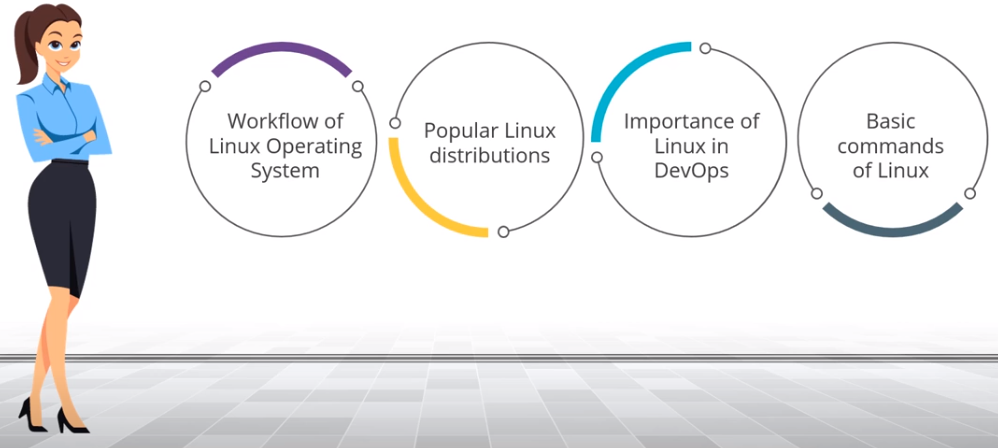 Workflow of
Linux Operating
System
Popular Linux
distributions
Importance of
Linux in
DevOps
Basic
commands
of Linux